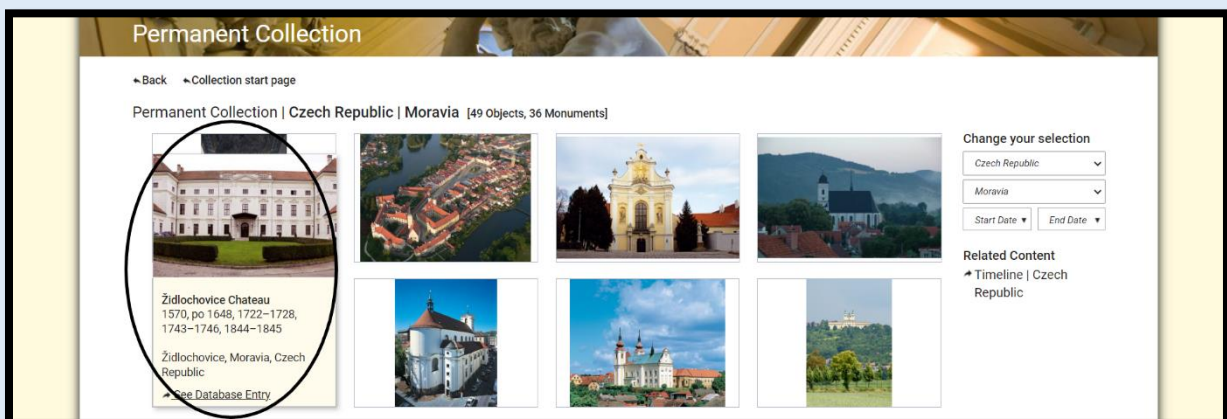 Permanent Collection
Back Collection start page
Permanent Collection | Czech Republic | Moravia [49 Objects, 36 Monuments]
Židlochovice Chateau
1570, po 1648, 1722–1728,
1743–1746, 1844–1845
Židlochovice, Moravia, Czech
Republic
See Database Entry
Change your selection
Czech Republic
Moravia
Start Date End Date
Related Content
Timeline | Czech
Republic